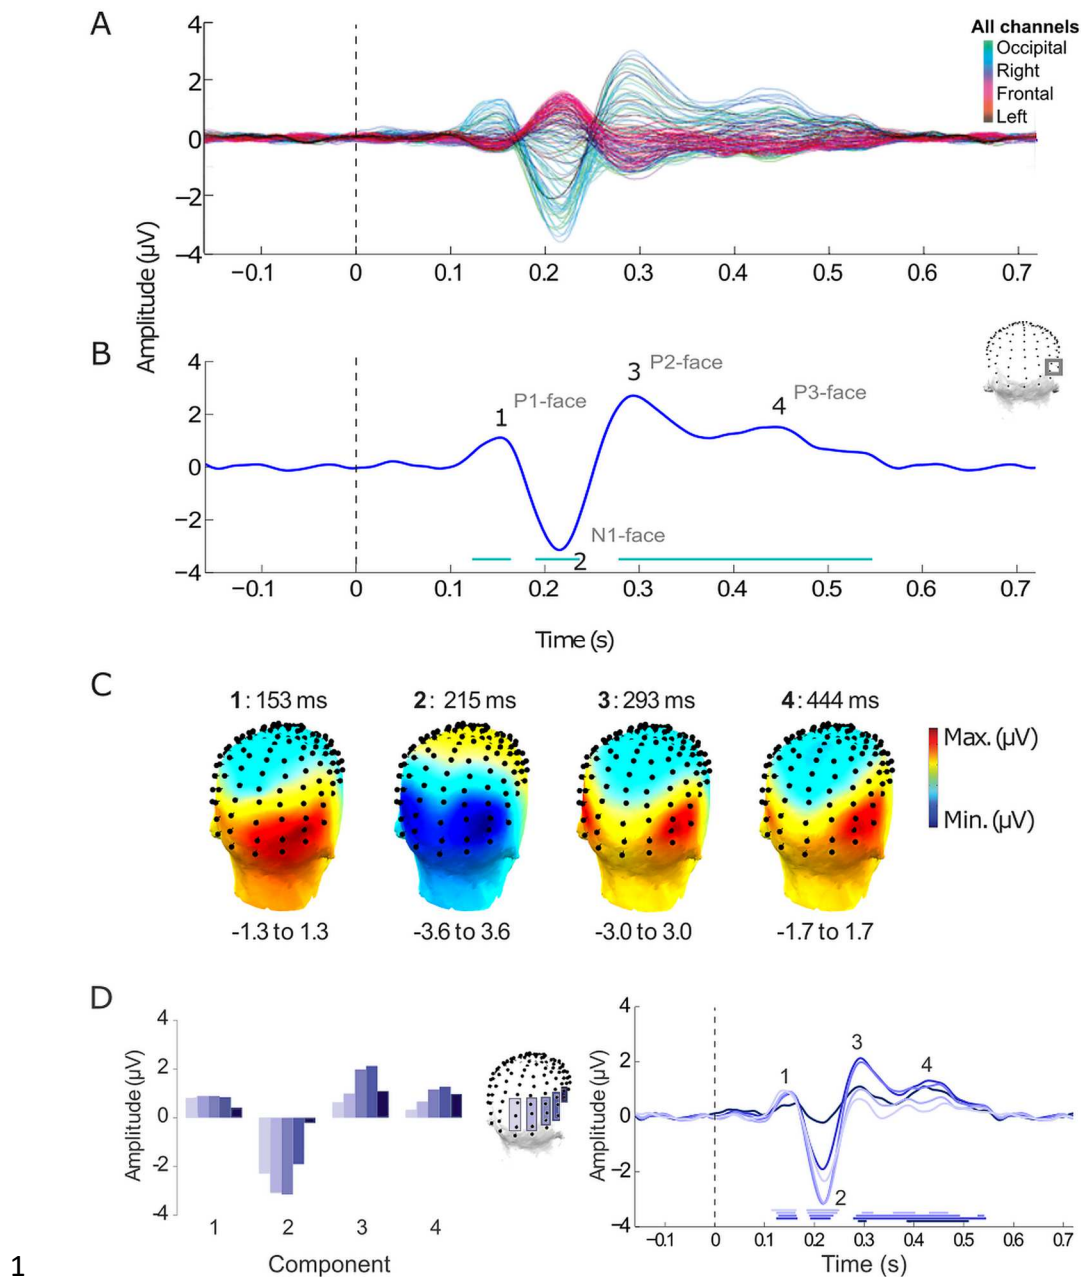 A
4
2
0
−2
−4
−0.1 0 0.1 0.2 0.3 0.4 0.5 0.6 0.7
All channels
Occipital
Right
Frontal
Left
Amplitude (µV)
B
4
2
0
−2
−4
1
P1-face
3
P2-face
4
P3-face
N1-face
2
−0.1 0 0.1 0.2 0.3 0.4 0.5 0.6 0.7
Time (s)
C
1: 153 ms 2: 215 ms 3: 293 ms 4: 444 ms
Max. (µV)
Min. (µV)
-1.3 to 1.3 -3.6 to 3.6 -3.0 to 3.0 -1.7 to 1.7
D
4
2
0
-2
-4
Amplitude (µV)
1 2 3 4
Component
4
2
0
−2
−4
Amplitude (µV)
1
3
4
2
−0.1 0 0.1 0.2 0.3 0.4 0.5 0.6 0.7
Time (s)
1